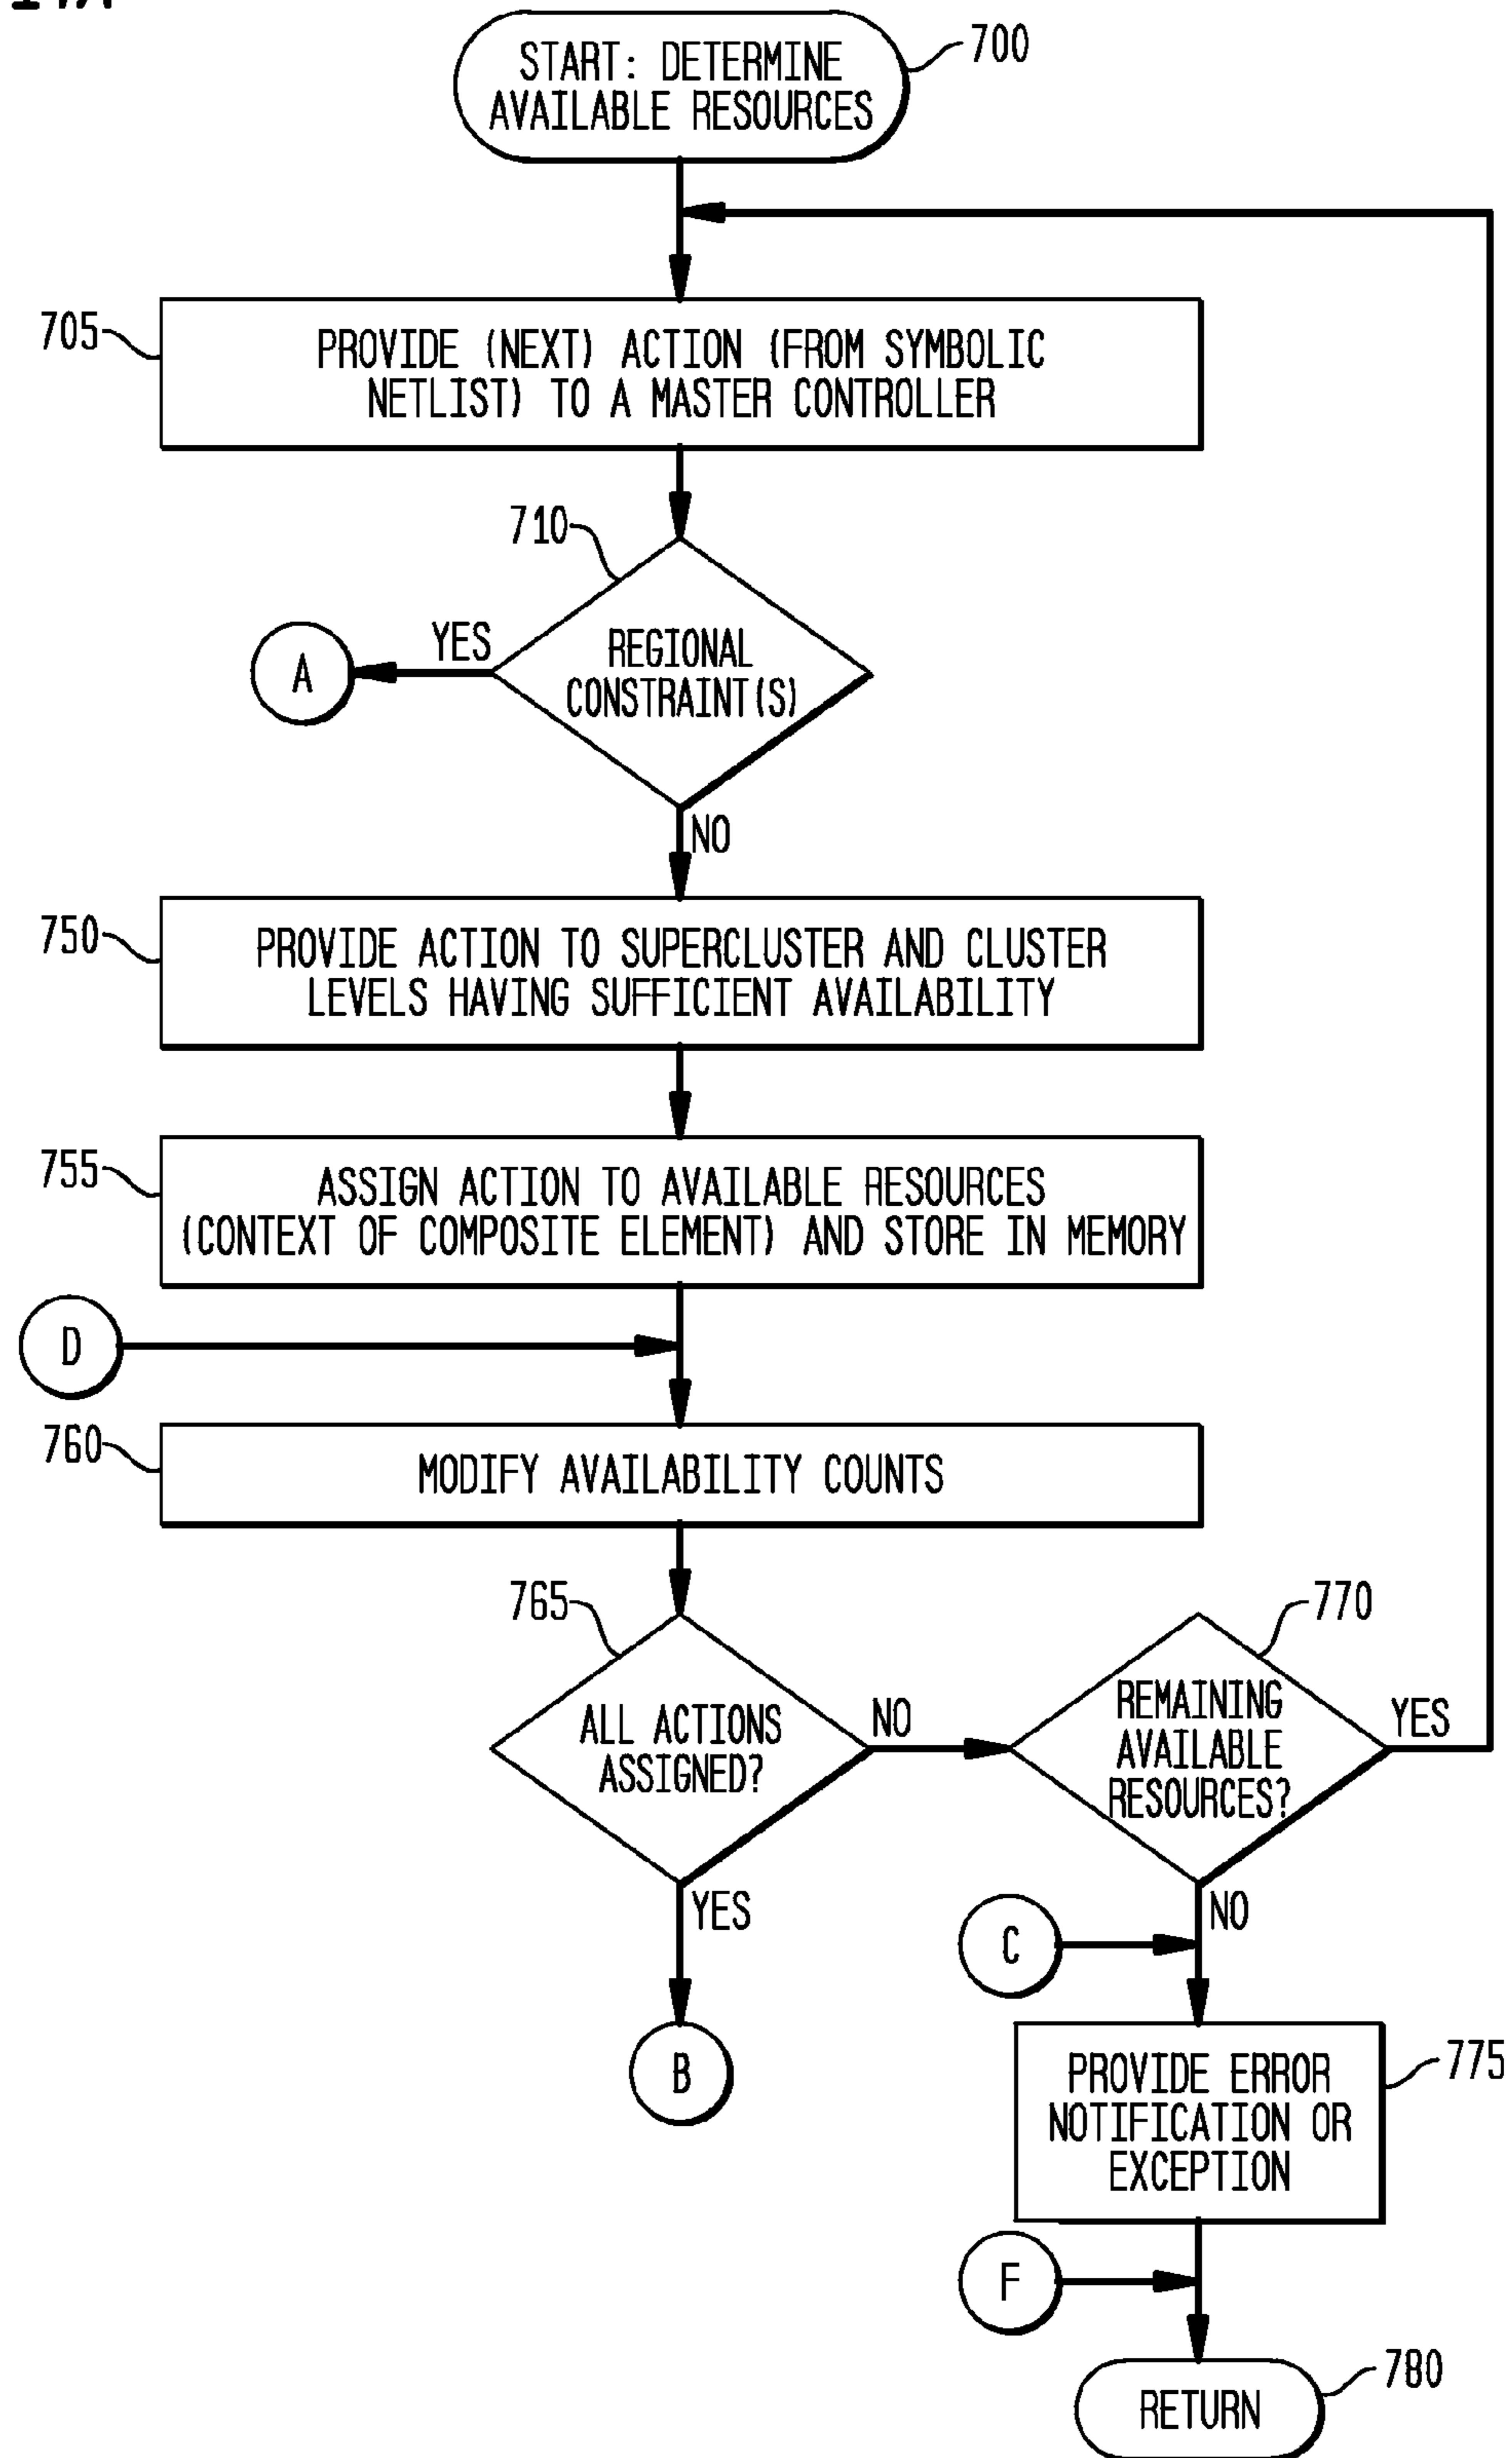 START: DETERMINE
AVAILABLE RESOURCES
700
705
PROVIDE (NEXT) ACTION (FROM SYMBOLIC
NETLIST) TO A MASTER CONTROLLER
710
YES
A
REGIONAL
CONSTRAINT(S)
NO
750
PROVIDE ACTION TO SUPERCLUSTER AND CLUSTER
LEVELS HAVING SUFFICIENT AVAILABILITY
755
ASSIGN ACTION TO AVAILABLE RESOURCES
(CONTEXT OF COMPOSITE ELEMENT) AND STORE IN MEMORY
D
760
MODIFY AVAILABILITY COUNTS
765
770
ALL ACTIONS
ASSIGNED?
NO
REMAINING
AVAILABLE
RESOURCES?
YES
YES
NO
C
B
PROVIDE ERROR
NOTIFICATION OR
EXCEPTION
775
F
780
RETURN